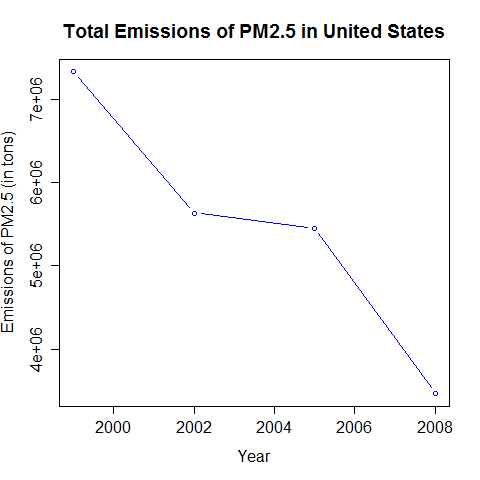 Total Emissions of PM2.5 in United States
Emissions of PM2.5 (in tons)
7e+06
6e+06
5e+06
4e+06
2000 2002 2004 2006 2008
Year